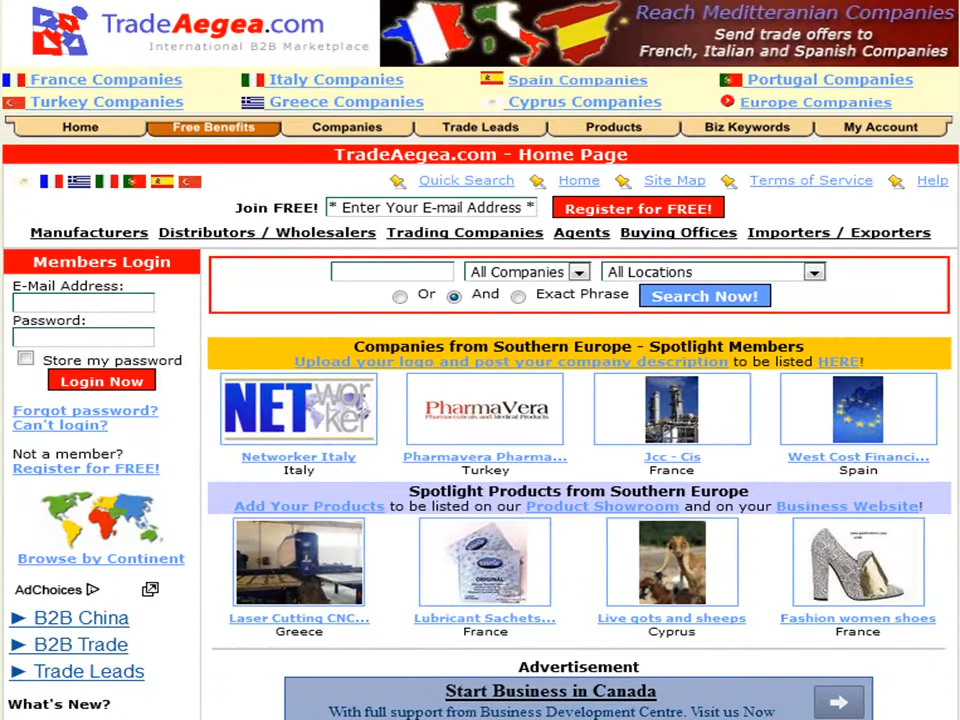 TradeAegea.com
International B2B Marketplace
Reach Meditteranian Companies
Send trade offers to
French, Italian and Spanish Companies
France Companies Italy Companies Spain Companies Portugal Companies
Turkey Companies Greece Companies Cyprus Companies Europe Companies
Home Free Benefits Companies Trade Leads Products Biz Keywords My Account
TradeAegea.com - Home Page
Quick Search Home Site Map Terms of Service Help
Join FREE! * Enter Your E-mail Address * Register for FREE!
Manufacturers Distributors / Wholesalers Trading Companies Agents Buying Offices Importers / Exporters
Members Login
E-Mail Address:
Password:
Store my password
Login Now
Forgot password?
Can't login?
Not a member?
Register for FREE!
Browse by Continent
AdChoices
► B2B China
► B2B Trade
► Trade Leads
What's New?
All Companies All Locations
Or And Exact Phrase Search Now!
Companies from Southern Europe - Spotlight Members
Upload your logo and post your company description to be listed HERE!
NETworker
PharmaVera
Pharmaceuticals and Medical Products
Networker Italy Pharmavera Pharma... Jcc - Cis West Cost Financi...
Italy Turkey France Spain
Spotlight Products from Southern Europe
Add Your Products to be listed on our Product Showroom and on your Business Website!
ORIGINAL
Laser Cutting CNC... Lubricant Sachets... Live gots and sheeps Fashion women shoes
Greece France Cyprus France
Advertisement
Start Business in Canada
With full support from Business Development Centre. Visit us Now